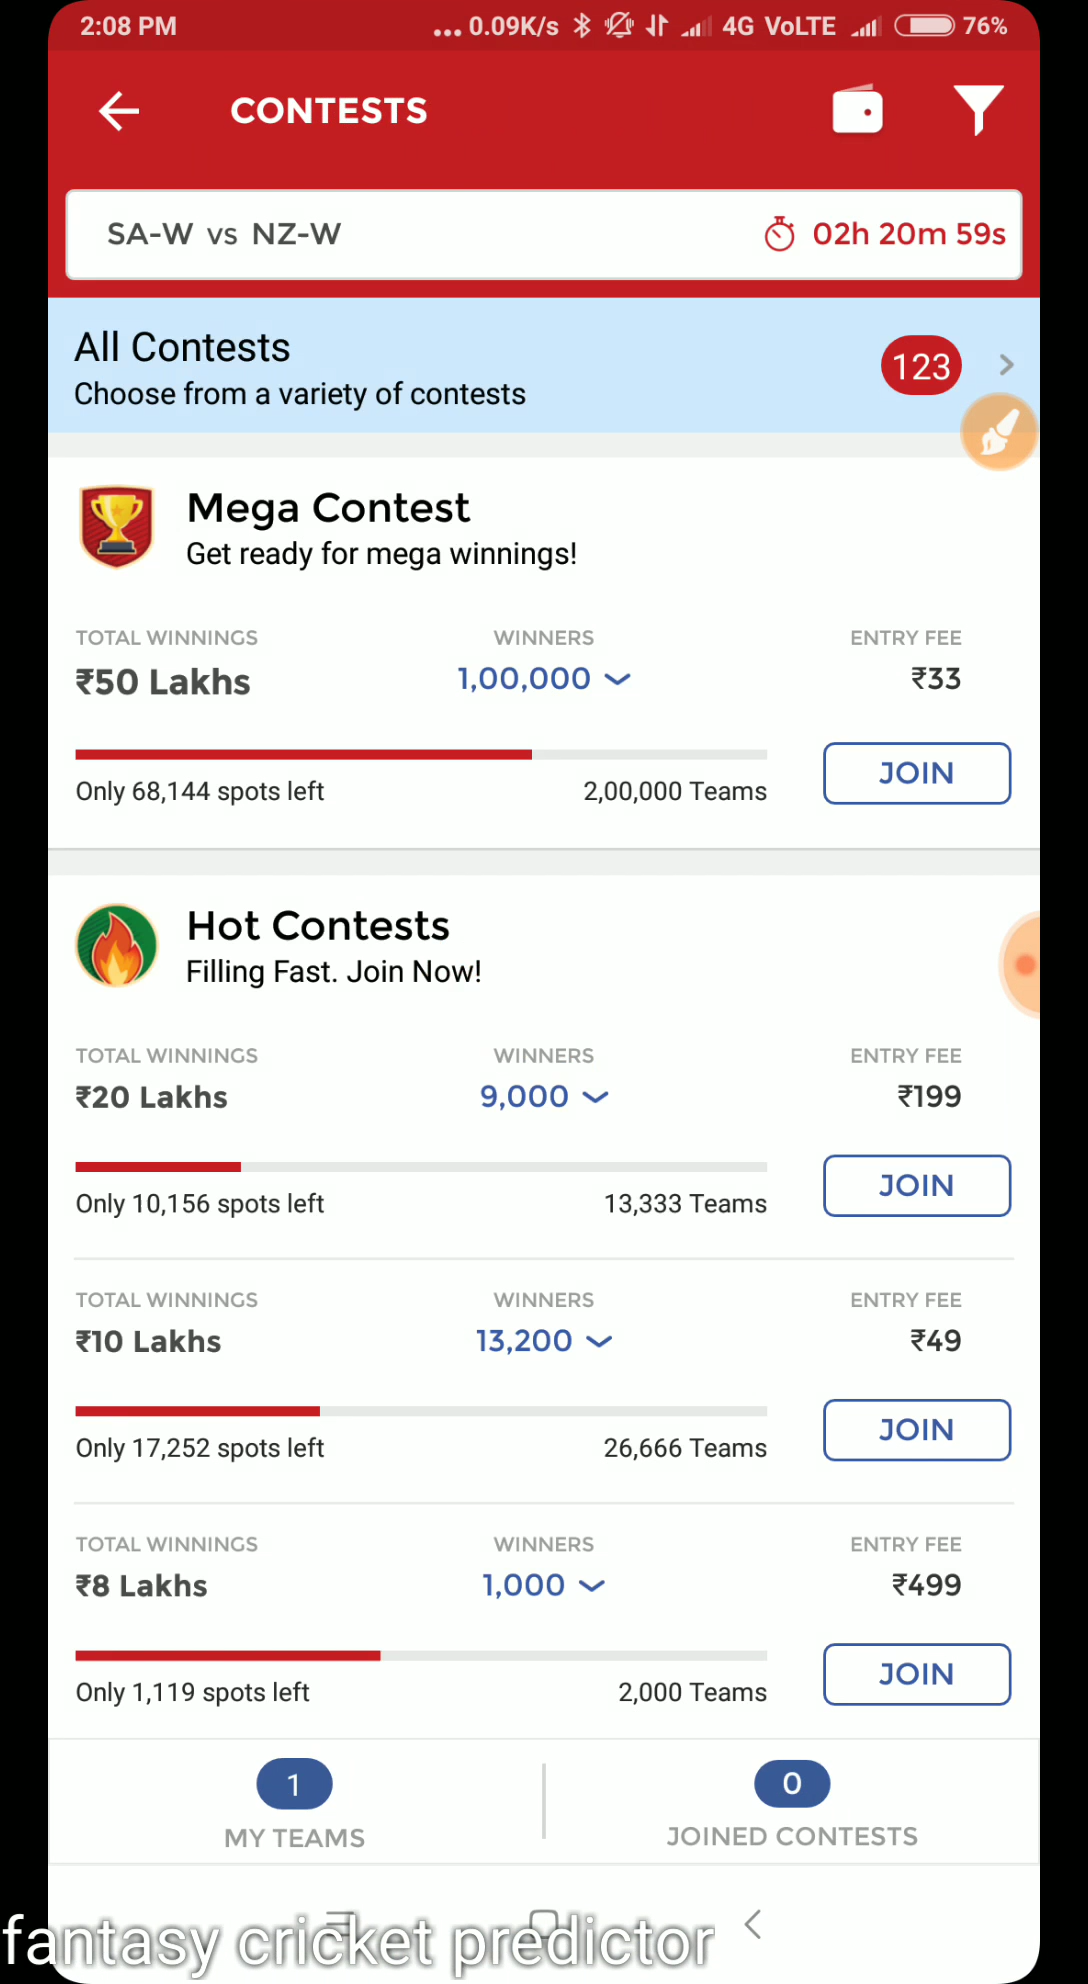 2:08 PM ... 0.09K/s 4G VoLTE 76%
CONTESTS
SA-W vs NZ-W 02h 20m 59s
All Contests 123
Choose from a variety of contests
Mega Contest
Get ready for mega winnings!
TOTAL WINNINGS WINNERS ENTRY FEE
₹50 Lakhs 1,00,000 ₹33
Only 68,144 spots left 2,00,000 Teams JOIN
Hot Contests
Filling Fast. Join Now!
TOTAL WINNINGS WINNERS ENTRY FEE
₹20 Lakhs 9,000 ₹199
Only 10,156 spots left 13,333 Teams JOIN
TOTAL WINNINGS WINNERS ENTRY FEE
₹10 Lakhs 13,200 ₹49
Only 17,252 spots left 26,666 Teams JOIN
TOTAL WINNINGS WINNERS ENTRY FEE
₹8 Lakhs 1,000 ₹499
Only 1,119 spots left 2,000 Teams JOIN
1 0
MY TEAMS JOINED CONTESTS
fantasy cricket predictor